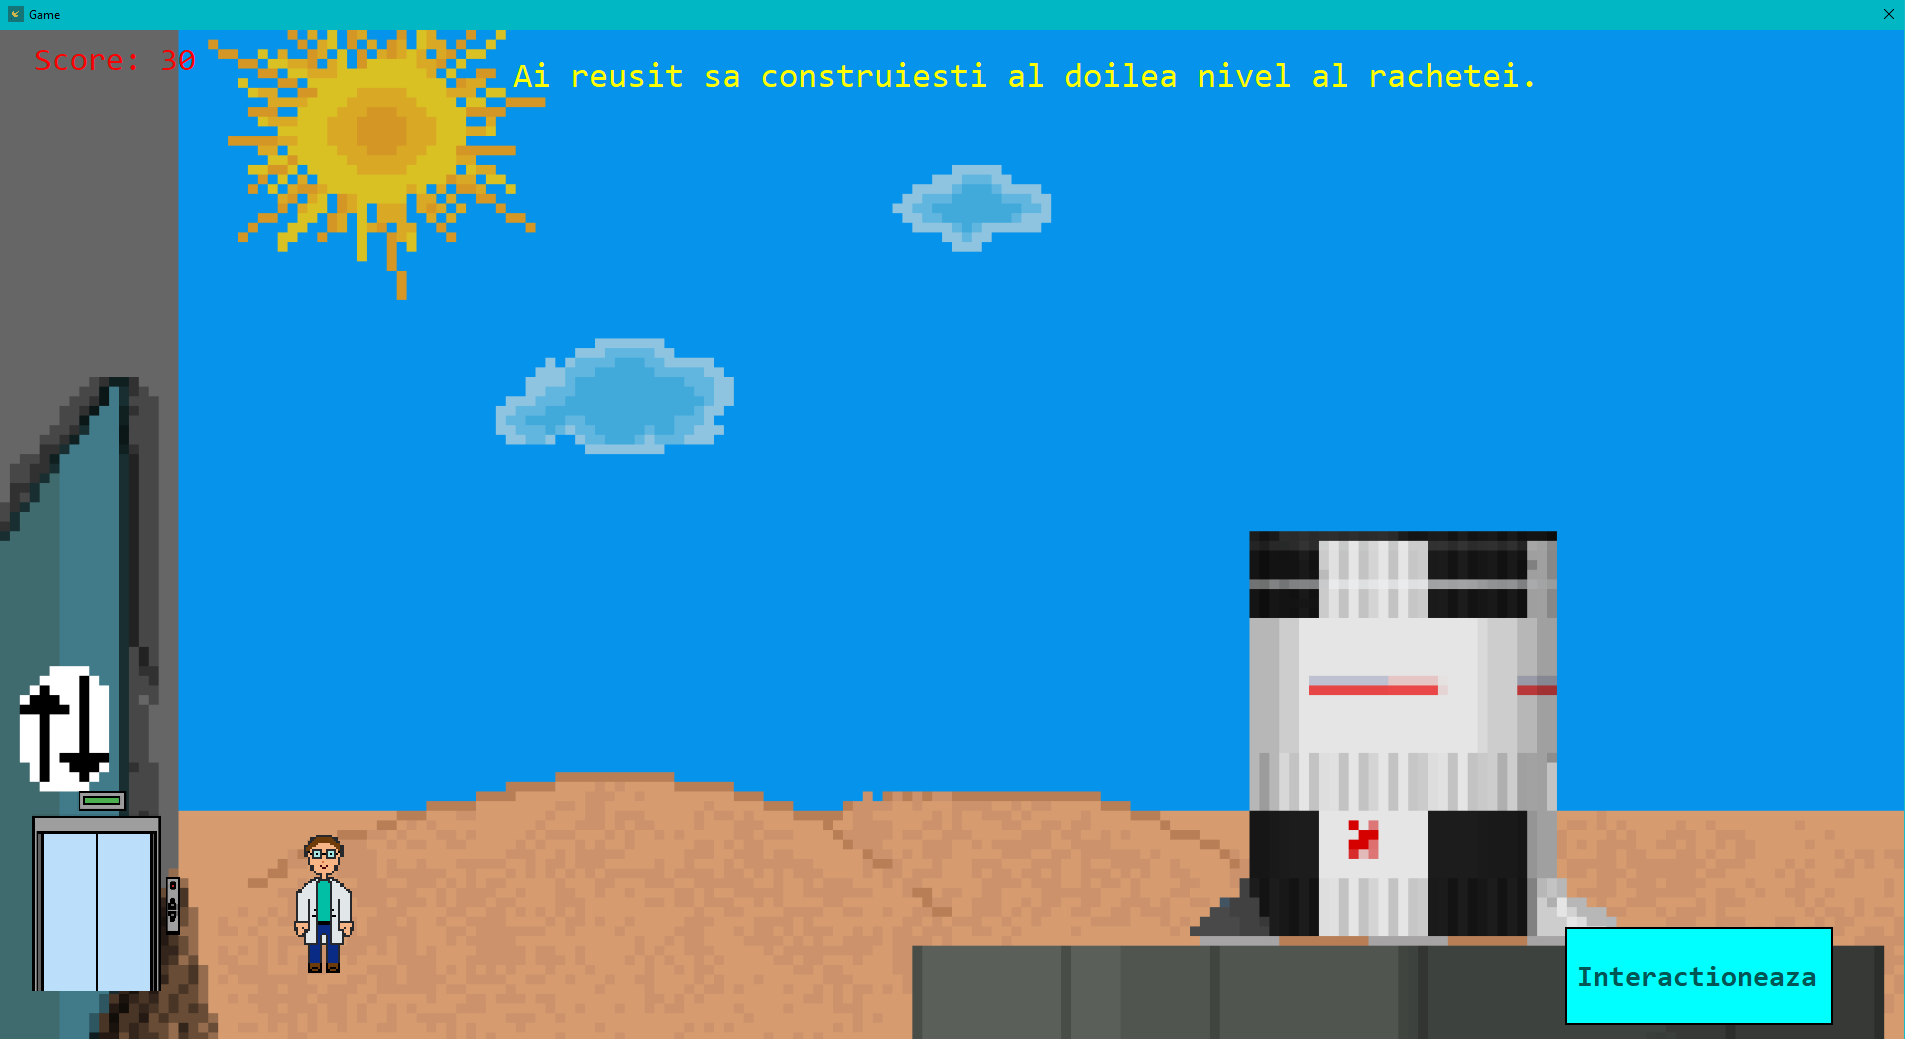 Game
Score: 30
Ai reusit sa construiesti al doilea nivel al rachetei.
Interactioneaza